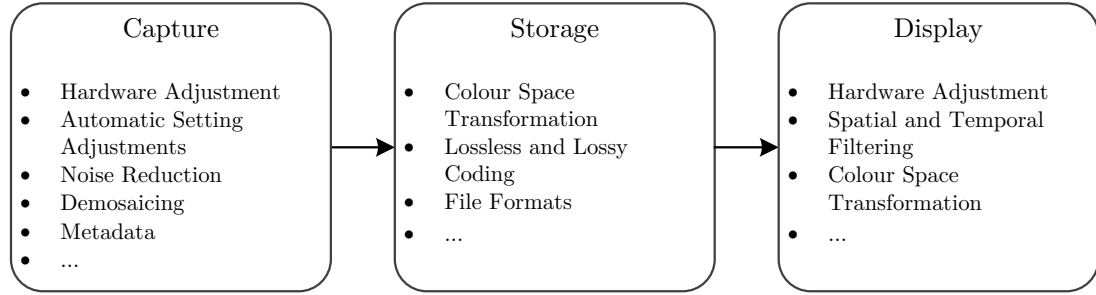 Capture
• Hardware Adjustment
• Automatic Setting
Adjustments
• Noise Reduction
• Demosaicing
• Metadata
• ...
Storage
• Colour Space
Transformation
• Lossless and Lossy
Coding
• File Formats
• ...
Display
• Hardware Adjustment
• Spatial and Temporal
Filtering
• Colour Space
Transformation
• ...